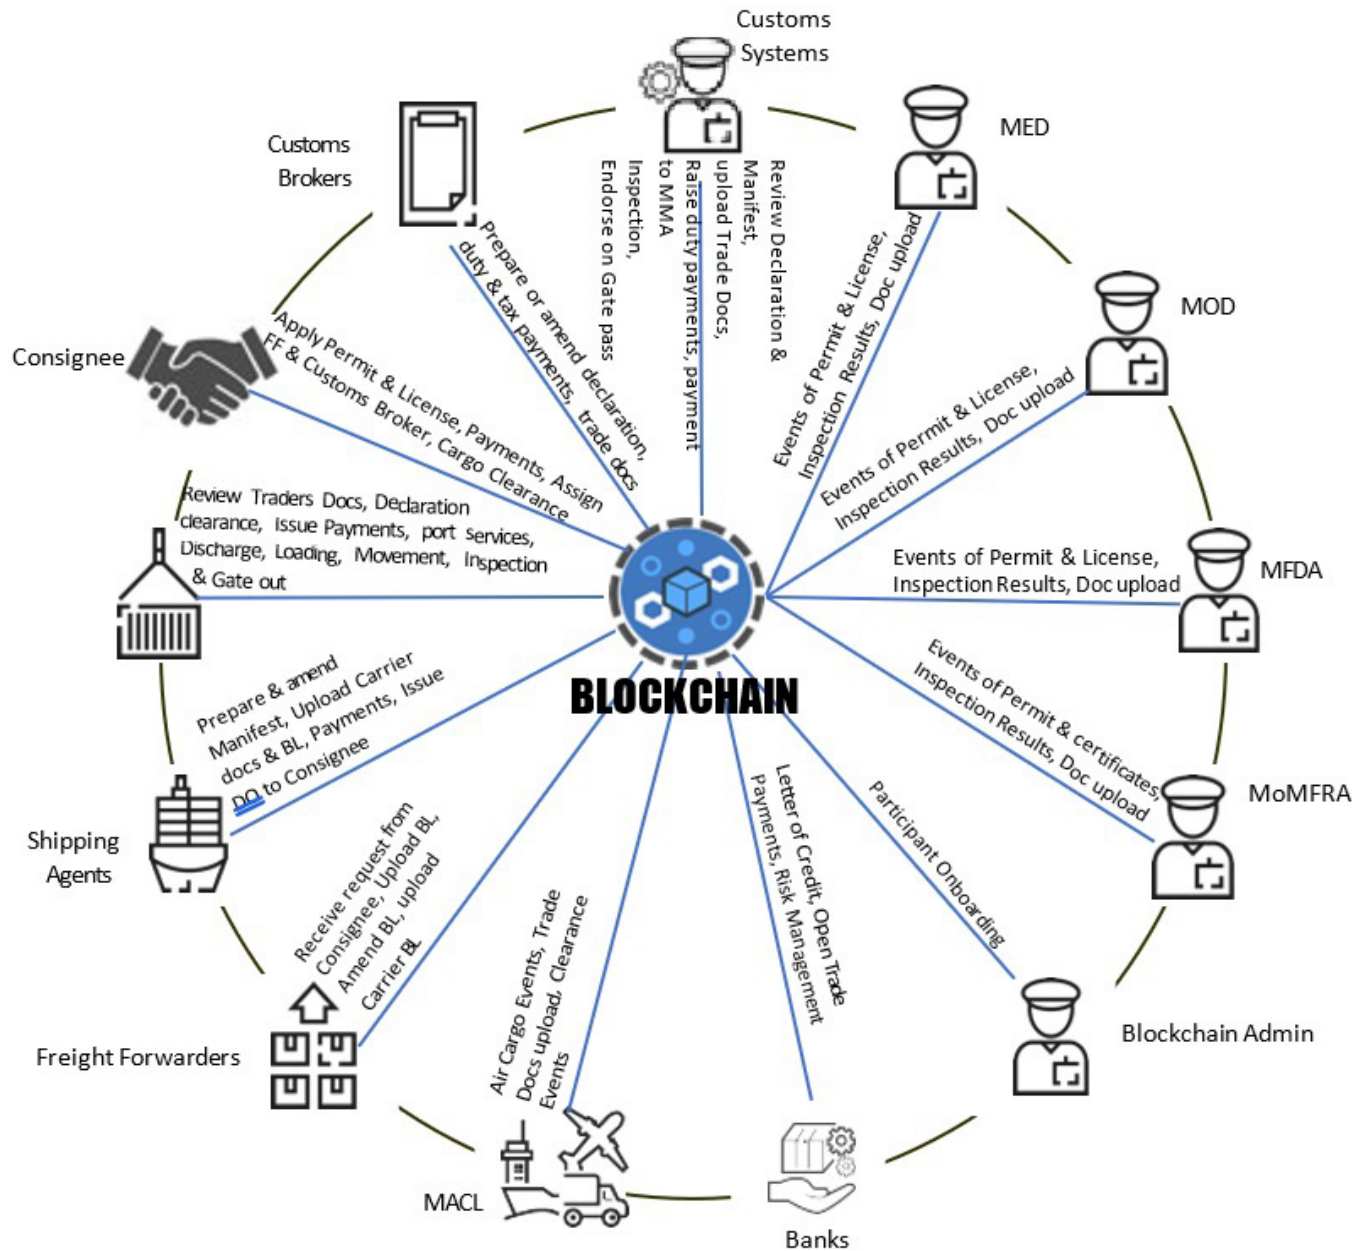 Customs
Systems
Review Declaration &
Manifest,
upload Trade Docs,
Raise duty payments, payment
to MMA
Inspection,
Endorse on Gate pass
MED
Events of Permit & License,
Inspection Results, Doc upload
MOD
Events of Permit & License,
Inspection Results, Doc upload
MFDA
Events of Permit & License,
Inspection Results, Doc upload
MoMFRA
Events of Permit & certificates,
Inspection Results, Doc upload
Blockchain Admin
Participant Onboarding
Banks
Letter of Credit, Open Trade
Payments, Risk Management
MACL
Air Cargo Events, Trade
Docs upload, Clearance
Events
Freight Forwarders
Receive request from
Consignee, Upload BL,
Amend BL, upload
Carrier BL
Shipping
Agents
Prepare & amend
Manifest, Upload Carrier
docs & BL, Payments, Issue
DO to Consignee
Review Traders Docs, Declaration
clearance, issue Payments, port services,
Discharge, Loading, Movement, Inspection
& Gate out
Consignee
Apply Permit & License, Payments, Assign
FF & Customs Broker, Cargo Clearance
Customs
Brokers
Prepare or amend declaration,
duty & tax payments, trade docs
BLOCKCHAIN